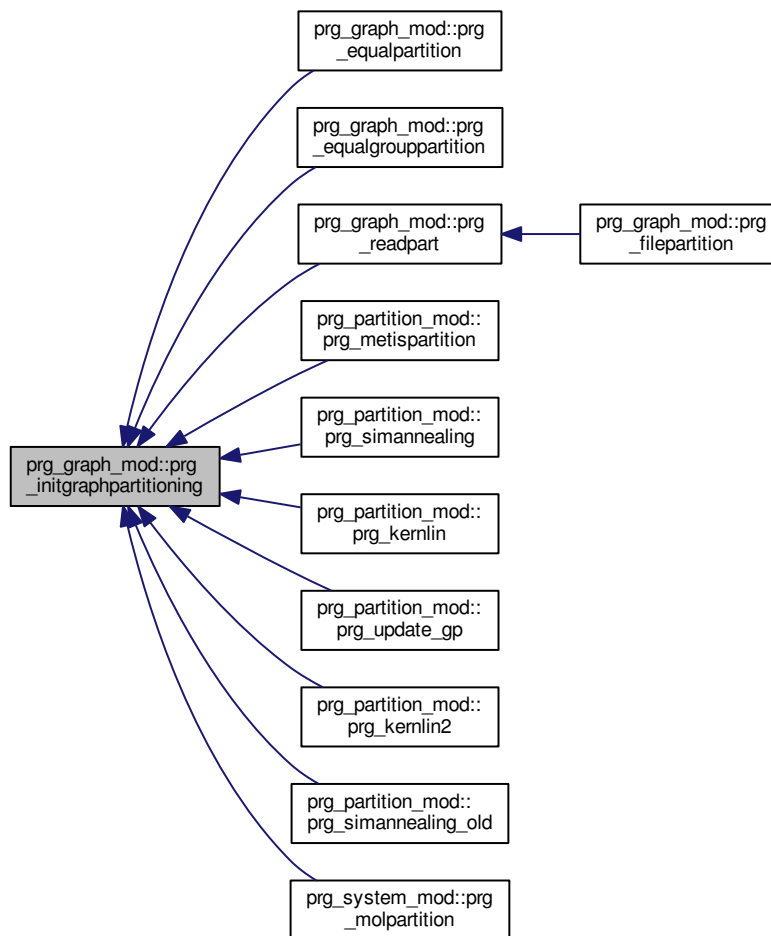 prg_graph_mod::prg
_equalpartition
prg_graph_mod::prg
_equalgrouppartition
prg_graph_mod::prg
_readpart
prg_graph_mod::prg
_filepartition
prg_partition_mod::
prg_metispartition
prg_partition_mod::
prg_simannealing
prg_graph_mod::prg
_initgraphpartitioning
prg_partition_mod::
prg_kernlin
prg_partition_mod::
prg_update_gp
prg_partition_mod::
prg_kernlin2
prg_partition_mod::
prg_simannealing_old
prg_system_mod::prg
_molpartition